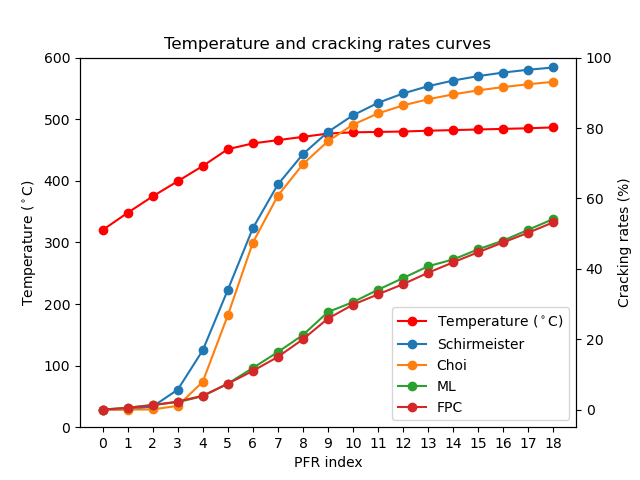 Temperature and cracking rates curves
600
500
400
300
200
100
0
Temperature (°C)
100
80
60
40
20
0
Cracking rates (%)
Temperature (°C)
Schirmeister
Choi
ML
FPC
0 1 2 3 4 5 6 7 8 9 10 11 12 13 14 15 16 17 18
PFR index